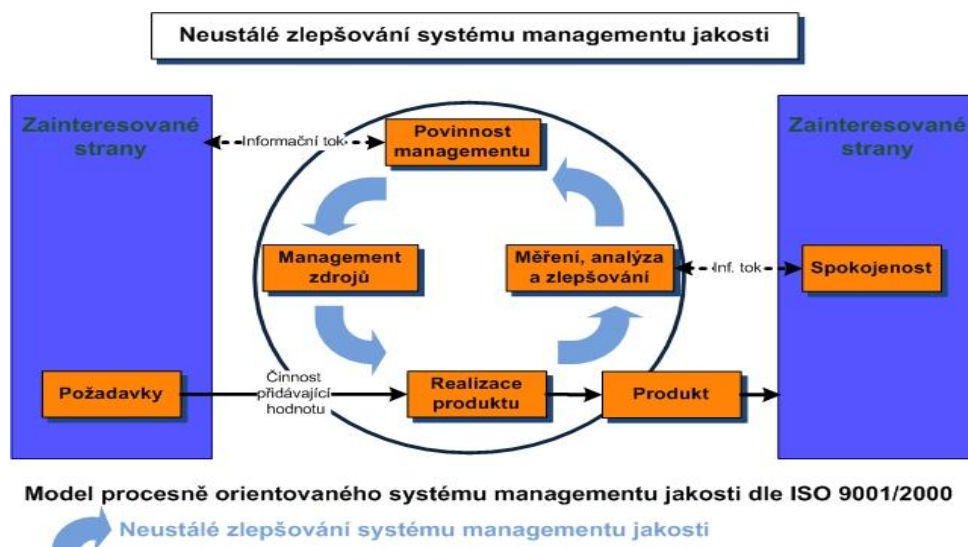 Neustálé zlepšování systému managementu jakosti
Zainteresované
strany
Informační tok
Povinnost
managementu
Zainteresované
strany
Management
zdrojů
Měření, analýza
a zlepšování
Inf. tok
Spokojenost
Požadavky
Činnost
přidávající
hodnotu
Realizace
produktu
Produkt
Model procesně orientovaného systému managementu jakosti dle ISO 9001/2000
Neustálé zlepšování systému managementu jakosti